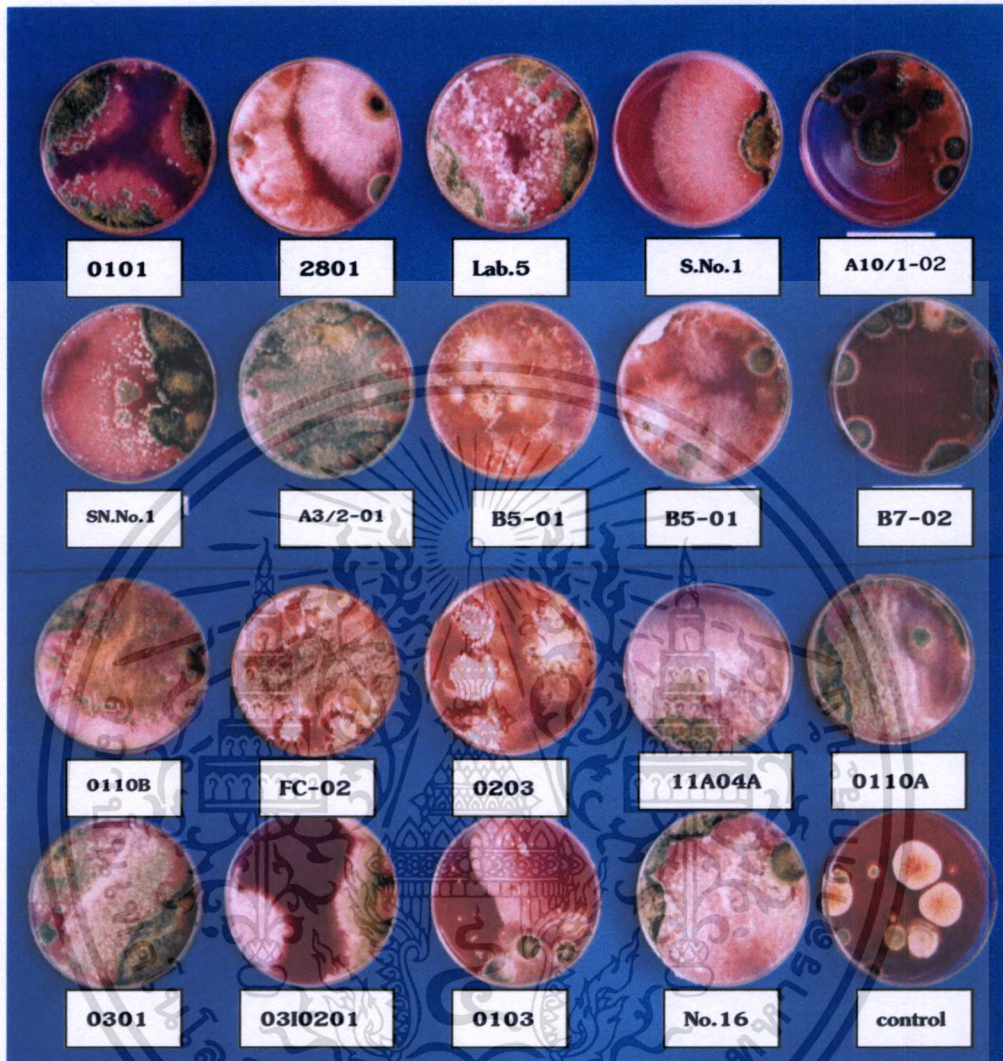 0101 2801 Lab.5 S.No.1 A10/1-02
SN.No.1 A3/2-01 B5-01 B5-01 B7-02
0110B FC-02 0203 11A04A 0110A
0301 03I0201 0103 No.16 control